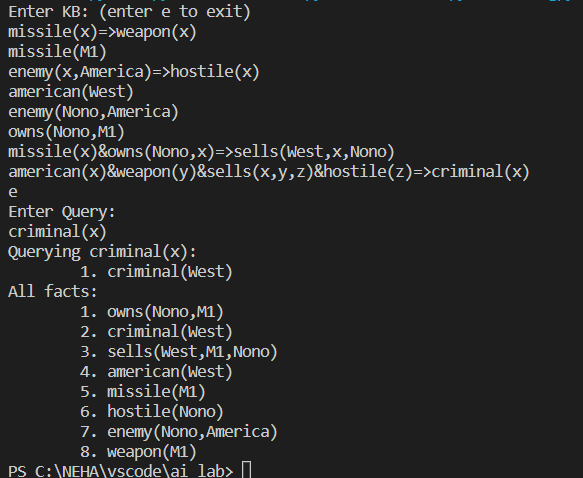 Enter KB: (enter e to exit)
missile(x)=>weapon(x)
missile(M1)
enemy(x,America)=>hostile(x)
american(West)
enemy(Nono,America)
owns(Nono,M1)
missile(x)&owns(Nono,x)=>sells(West,x,Nono)
american(x)&weapon(y)&sells(x,y,z)&hostile(z)=>criminal(x)
e
Enter Query:
criminal(x)
Querying criminal(x):
1. criminal(West)
All facts:
1. owns(Nono,M1)
2. criminal(West)
3. sells(West,M1,Nono)
4. american(West)
5. missile(M1)
6. hostile(Nono)
7. enemy(Nono,America)
8. weapon(M1)
PS C:\NEHA\vscode\ai lab>